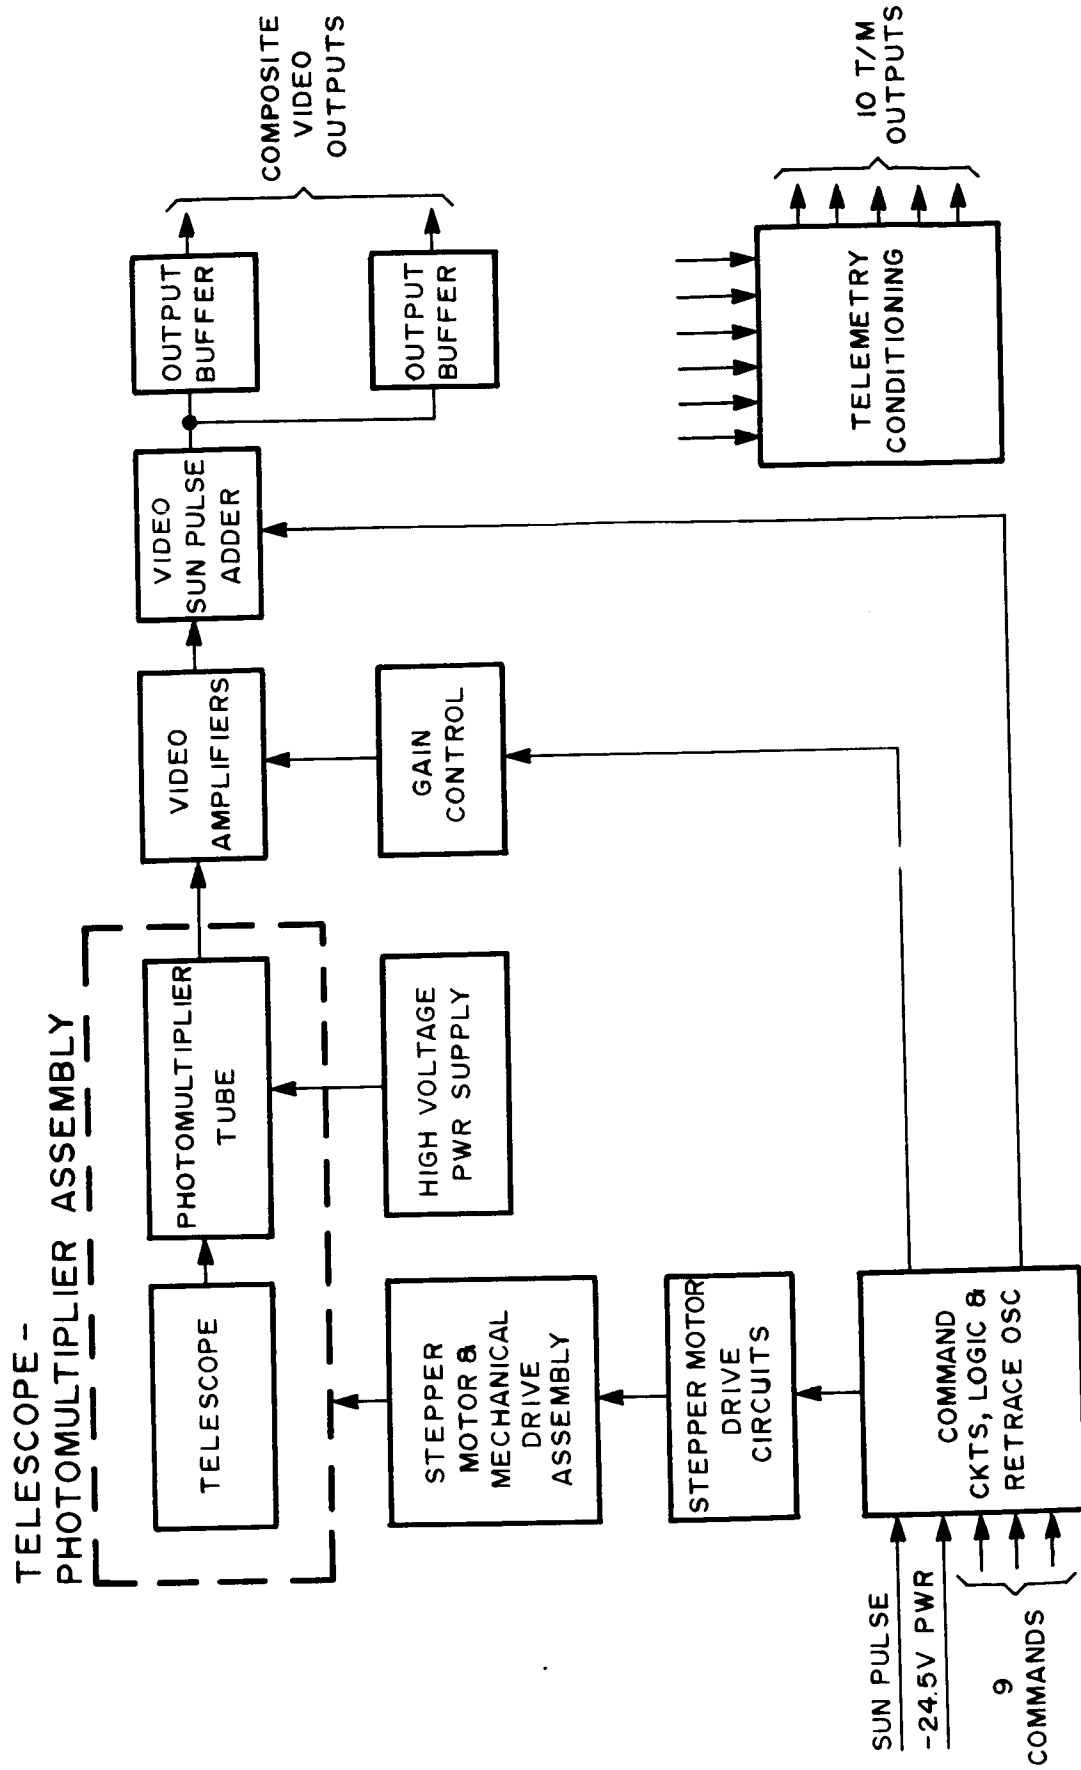 TELESCOPE -
PHOTOMULTIPLIER ASSEMBLY
TELESCOPE
PHOTOMULTIPLIER
TUBE
VIDEO
AMPLIFIERS
VIDEO
SUN PULSE
ADDER
OUTPUT
BUFFER
OUTPUT
BUFFER
COMPOSITE
VIDEO
OUTPUTS
STEPPER
MOTOR &
MECHANICAL
DRIVE
ASSEMBLY
HIGH VOLTAGE
PWR SUPPLY
GAIN
CONTROL
STEPPER MOTOR
DRIVE
CIRCUITS
SUN PULSE
-24.5V PWR
9
COMMANDS
COMMAND
CKTS, LOGIC &
RETRACE OSC
TELEMETRY
CONDITIONING
10 T/M
OUTPUTS